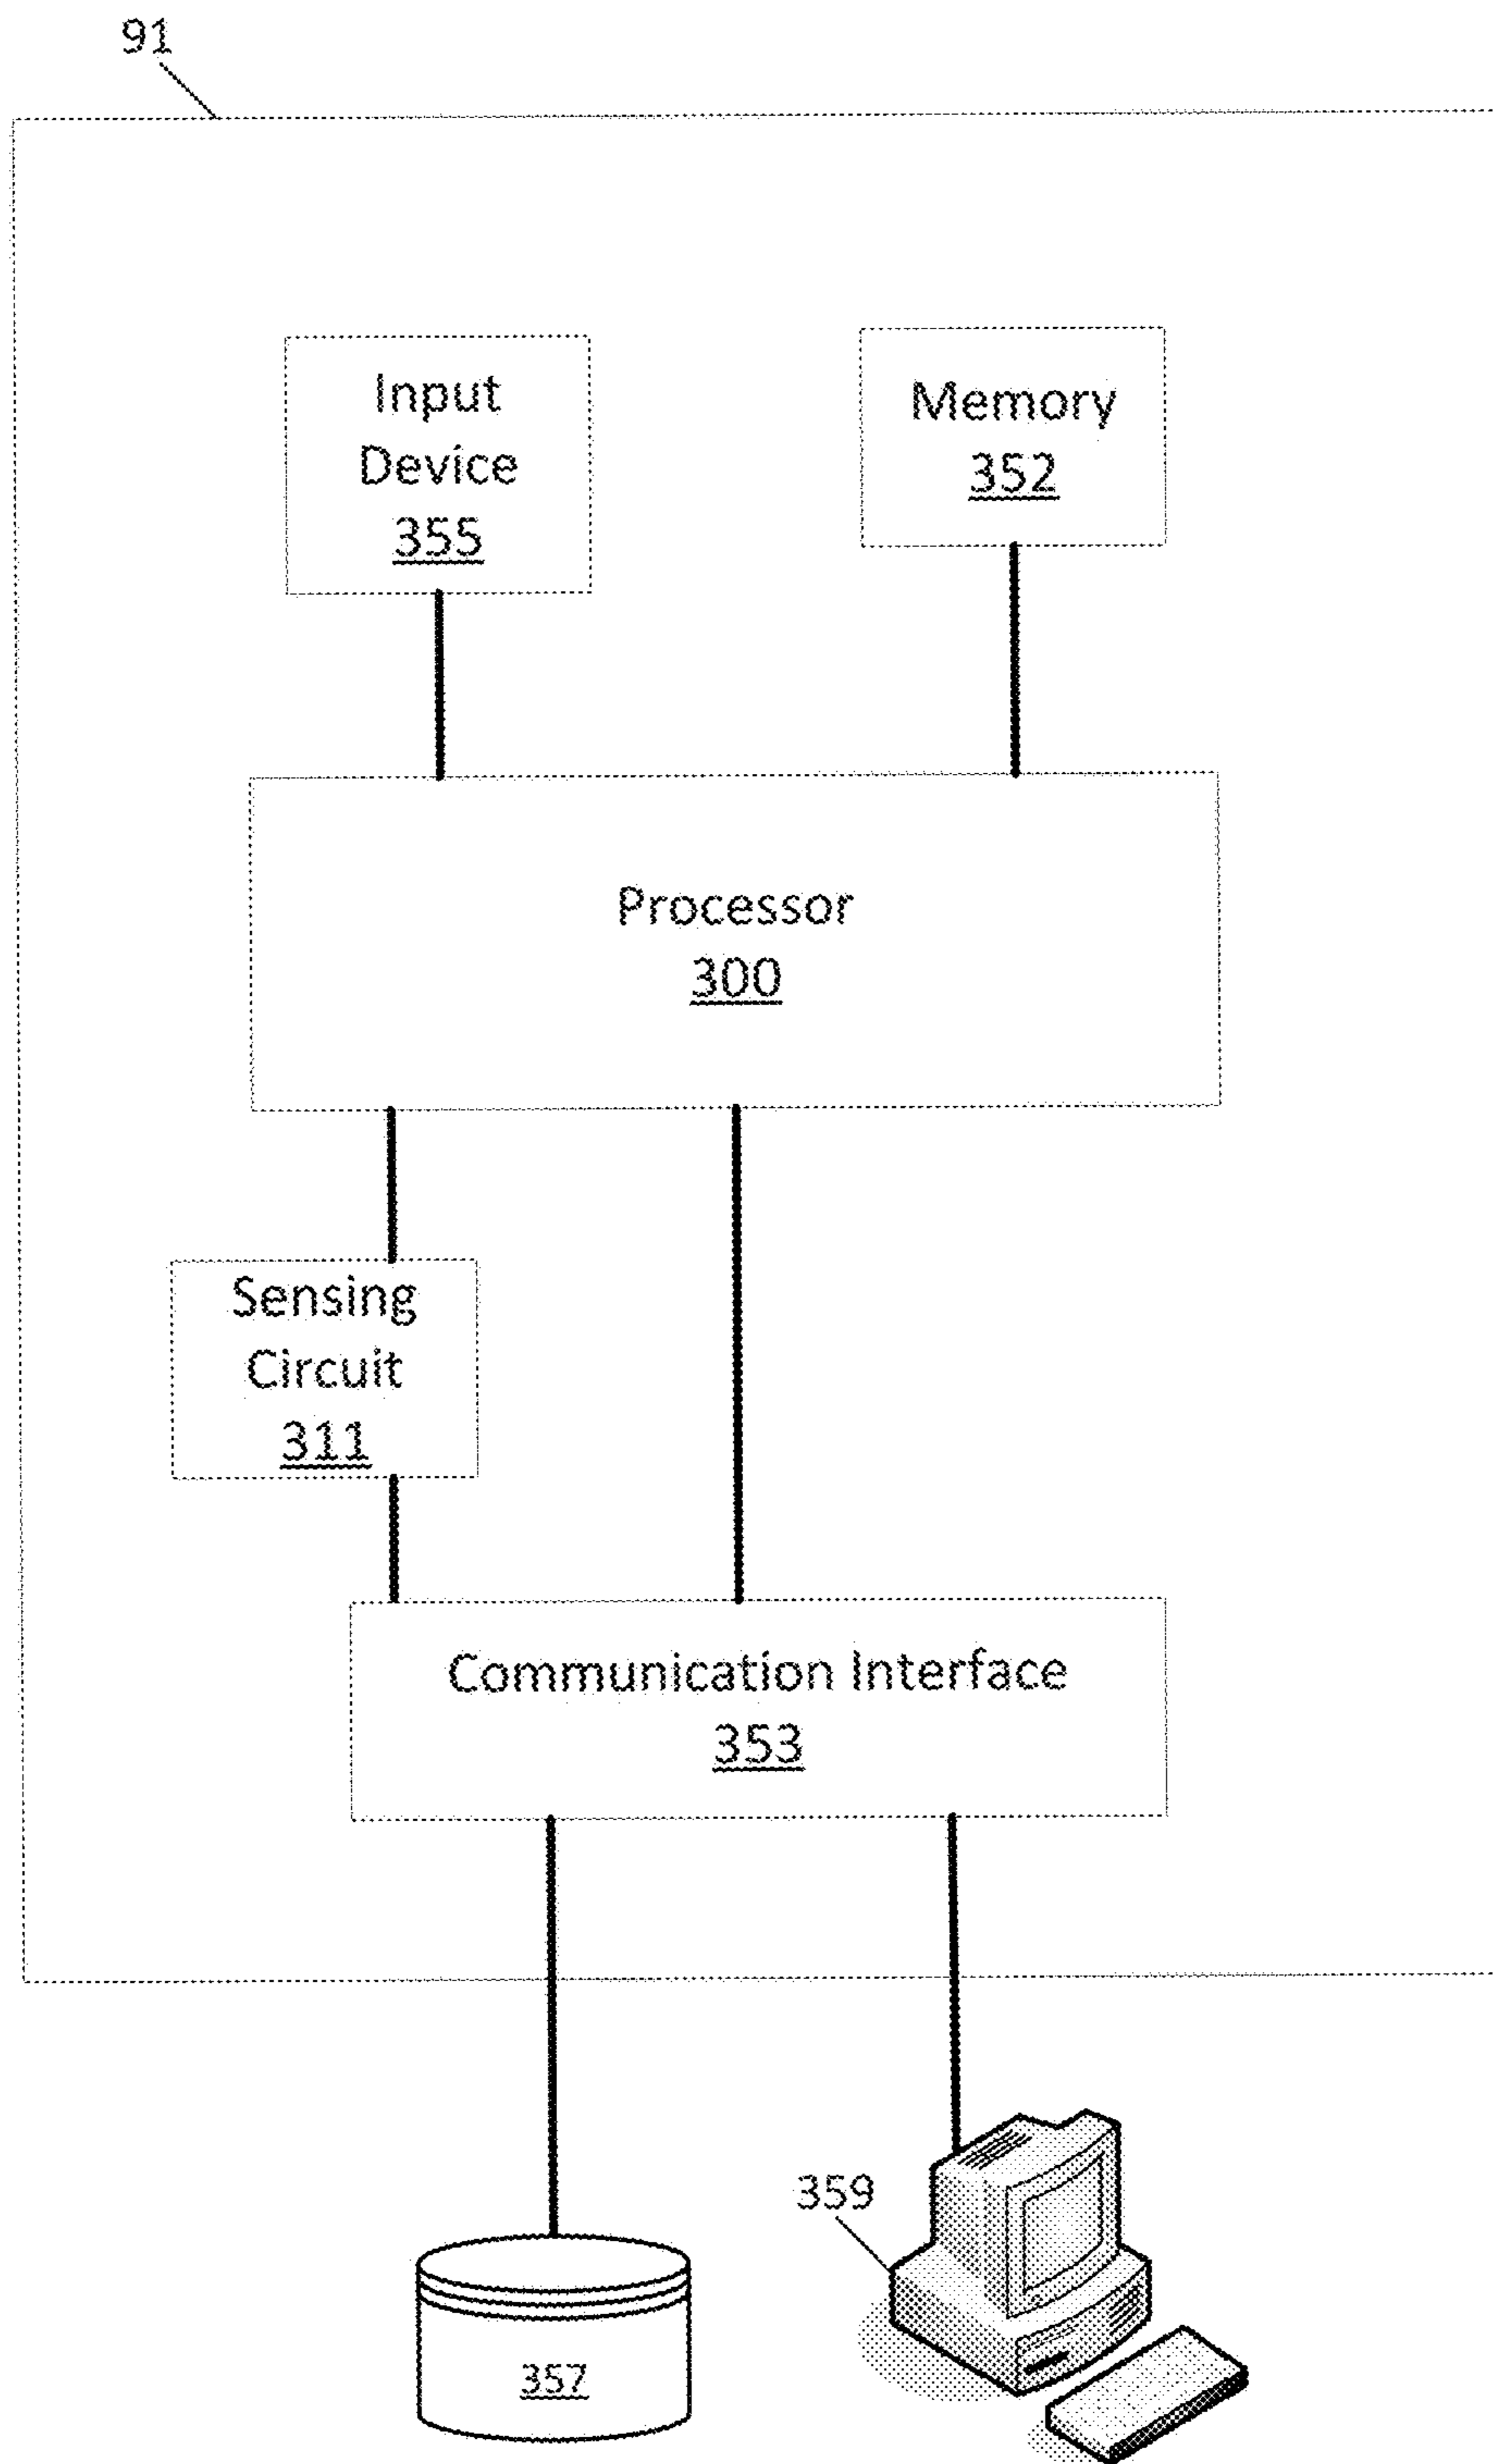 91
Input
Device
355
Memory
352
Processor
300
Sensing
Circuit
311
Communication Interface
353
359
357